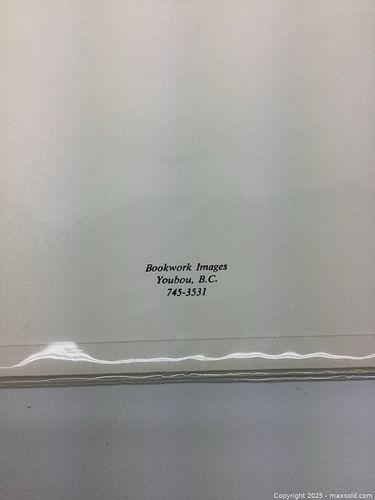 Bookwork Images
Youbou, B.C.
745-3531
Copyright 2025 - maxsold.com